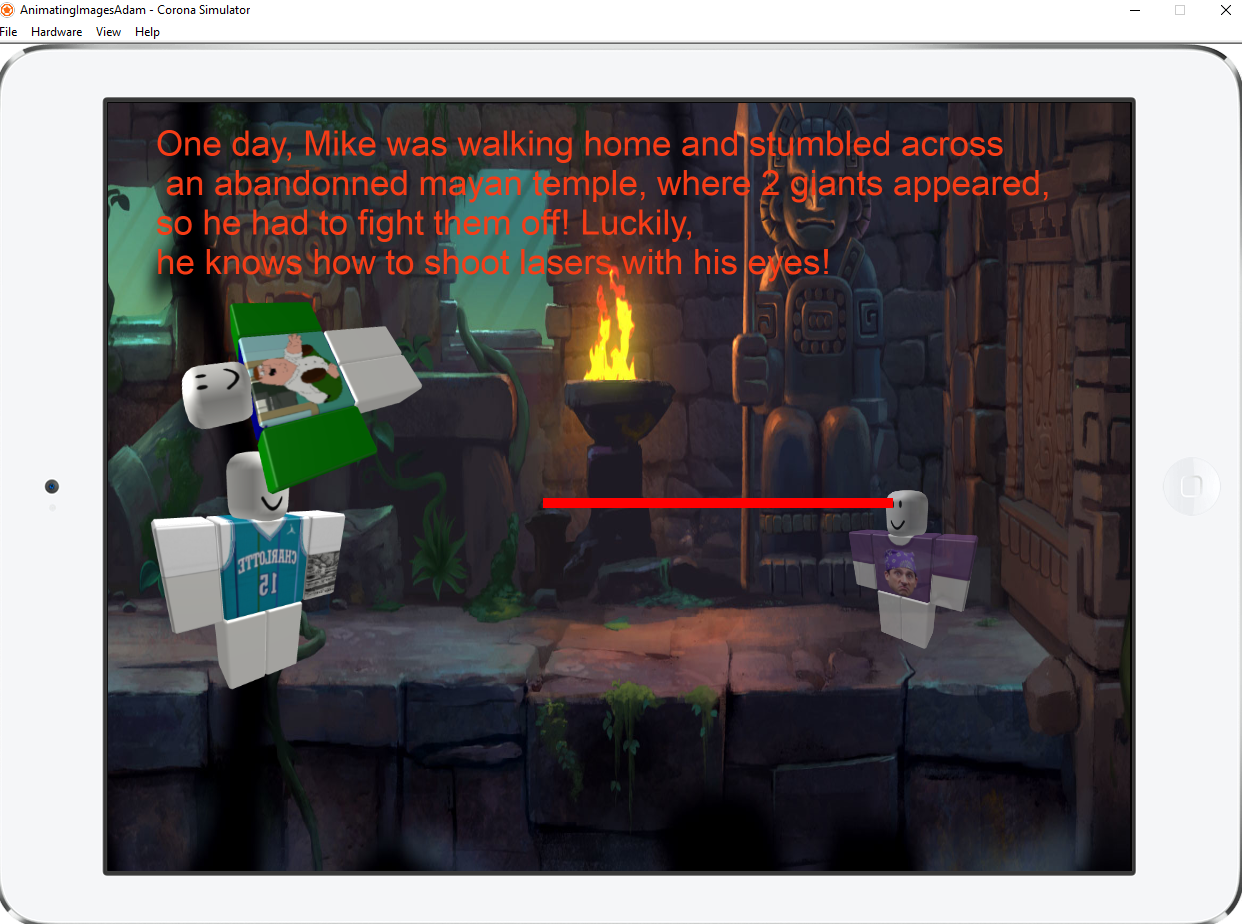 AnimatingImagesAdam - Corona Simulator
File Hardware View Help
One day, Mike was walking home and stumbled across
an abandonned mayan temple, where 2 giants appeared,
so he had to fight them off! Luckily,
he knows how to shoot lasers with his eyes!
CHARLOTTE
15